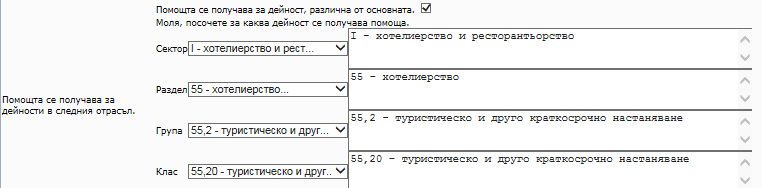 Помощта се получава за дейност, различна от основната.
Моля, посочете за каква дейност се получава помоща.
Сектор I - хотелиерство и рест... I - хотелиерство и ресторантьорство
Раздел 55 - хотелиерство... 55 - хотелиерство
Помощта се получава за
дейности в следния отрасъл.
Група 55,2 - туристическо и друг... 55,2 - туристическо и друго краткосрочно настаняване
Клас 55,20 - туристическо и друг.. 55,20 - туристическо и друго краткосрочно настаняване